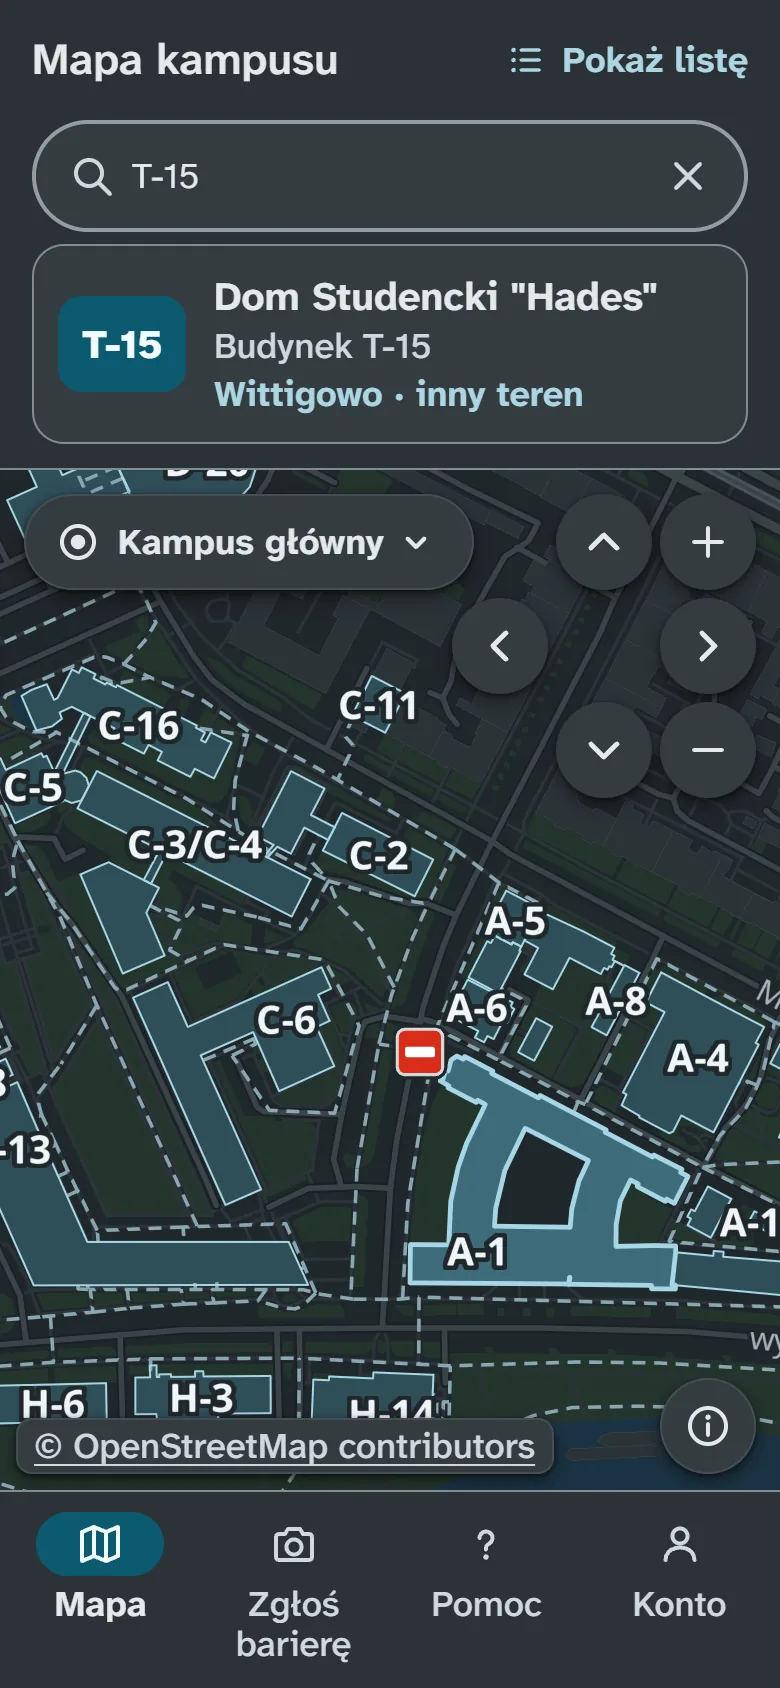 Mapa kampusu
Pokaż listę
T-15
T-15
Dom Studencki "Hades"
Budynek T-15
Wittigowo · inny teren
Kampus główny
C-11
C-16
C-5
C-3/C-4
C-2
A-5
A-6
A-8
C-6
A-4
-13
A-1
A-1
H-6
H-3
H-14
© OpenStreetMap contributors
Mapa
Zgłoś
barierę
Pomoc
Konto